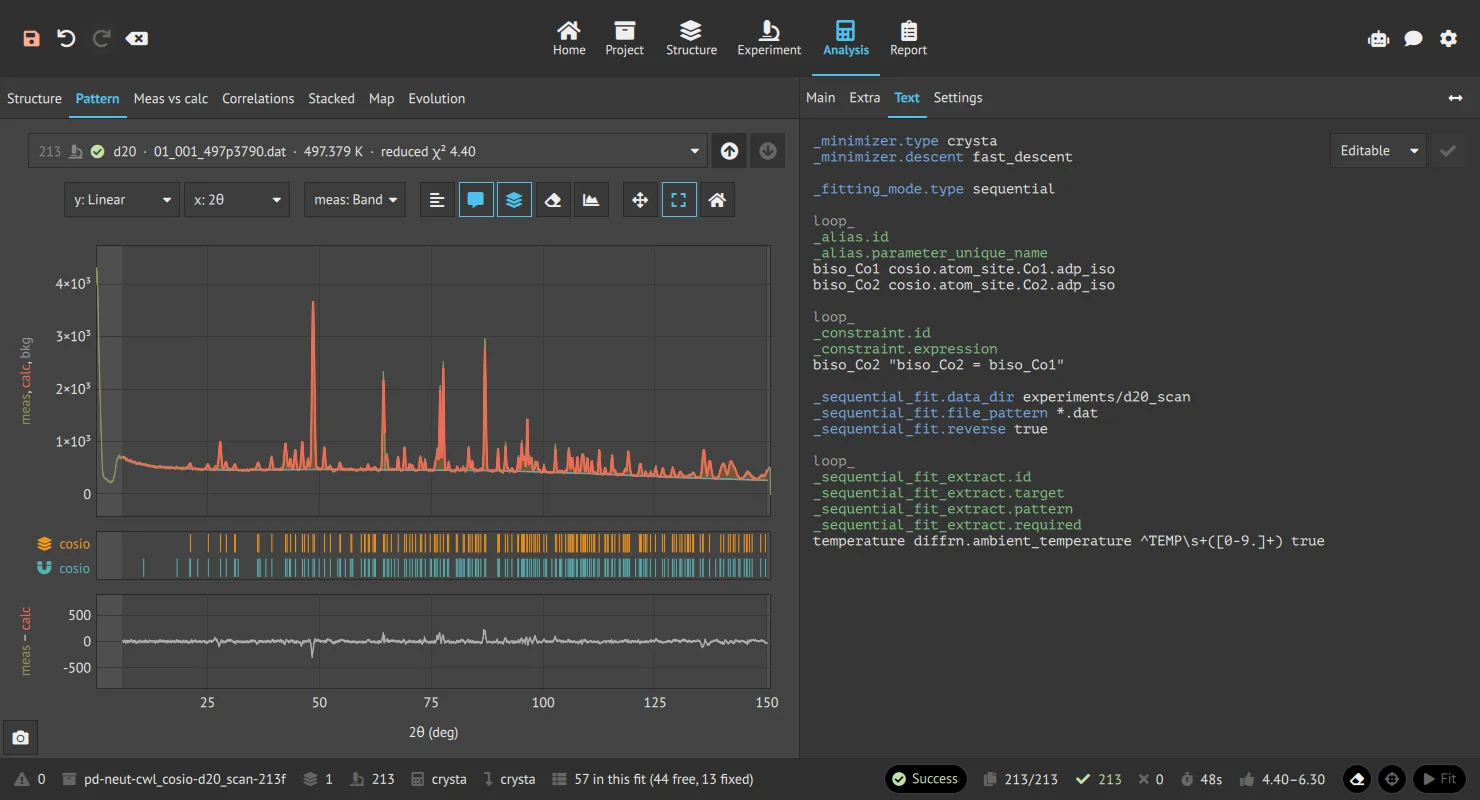 Home Project Structure Experiment Analysis Report
Structure Pattern Meas vs calc Correlations Stacked Map Evolution
Main Extra Text Settings
213 d20 · 01_001_497p3790.dat · 497.379 K · reduced χ² 4.40
y: Linear x: 2θ meas: Band
4×10³
3×10³
2×10³
1×10³
0
meas, calc, bkg
cosio
cosio
500
0
-500
meas − calc
25 50 75 100 125 150
2θ (deg)
Editable
_minimizer.type crysta
_minimizer.descent fast_descent
_fitting_mode.type sequential
loop_
_alias.id
_alias.parameter_unique_name
biso_Co1 cosio.atom_site.Co1.adp_iso
biso_Co2 cosio.atom_site.Co2.adp_iso
loop_
_constraint.id
_constraint.expression
biso_Co2 "biso_Co2 = biso_Co1"
_sequential_fit.data_dir experiments/d20_scan
_sequential_fit.file_pattern *.dat
_sequential_fit.reverse true
loop_
_sequential_fit_extract.id
_sequential_fit_extract.target
_sequential_fit_extract.pattern
_sequential_fit_extract.required
temperature diffrn.ambient_temperature ^TEMP\s+([0-9.]+) true
0 pd-neut-cwl_cosio-d20_scan-213f 1 213 crysta crysta 57 in this fit (44 free, 13 fixed) Success 213/213 213 0 48s 4.40–6.30 Fit